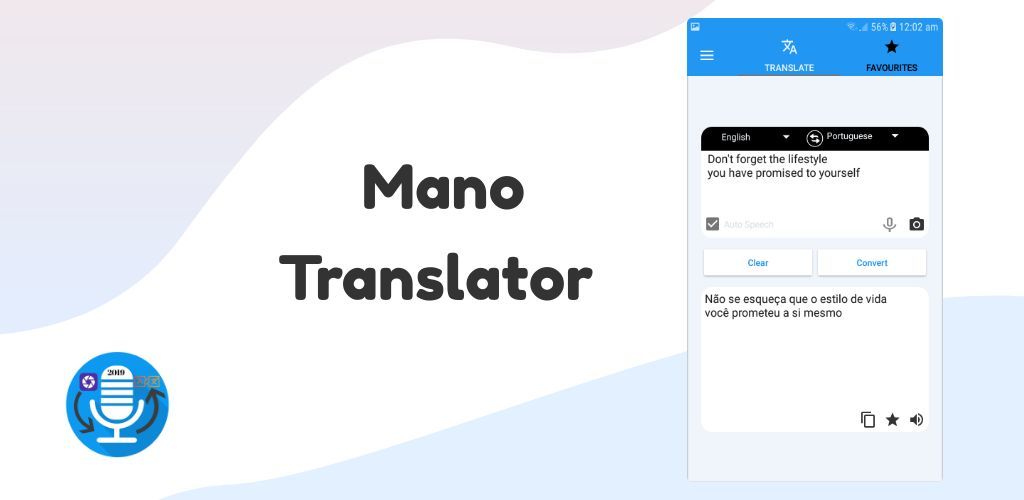 Mano
Translator
2019
56% 12:02 am
TRANSLATE
FAVOURITES
English
Portuguese
Don't forget the lifestyle
you have promised to yourself
Auto Speech
Clear
Convert
Não se esqueça que o estilo de vida
você prometeu a si mesmo